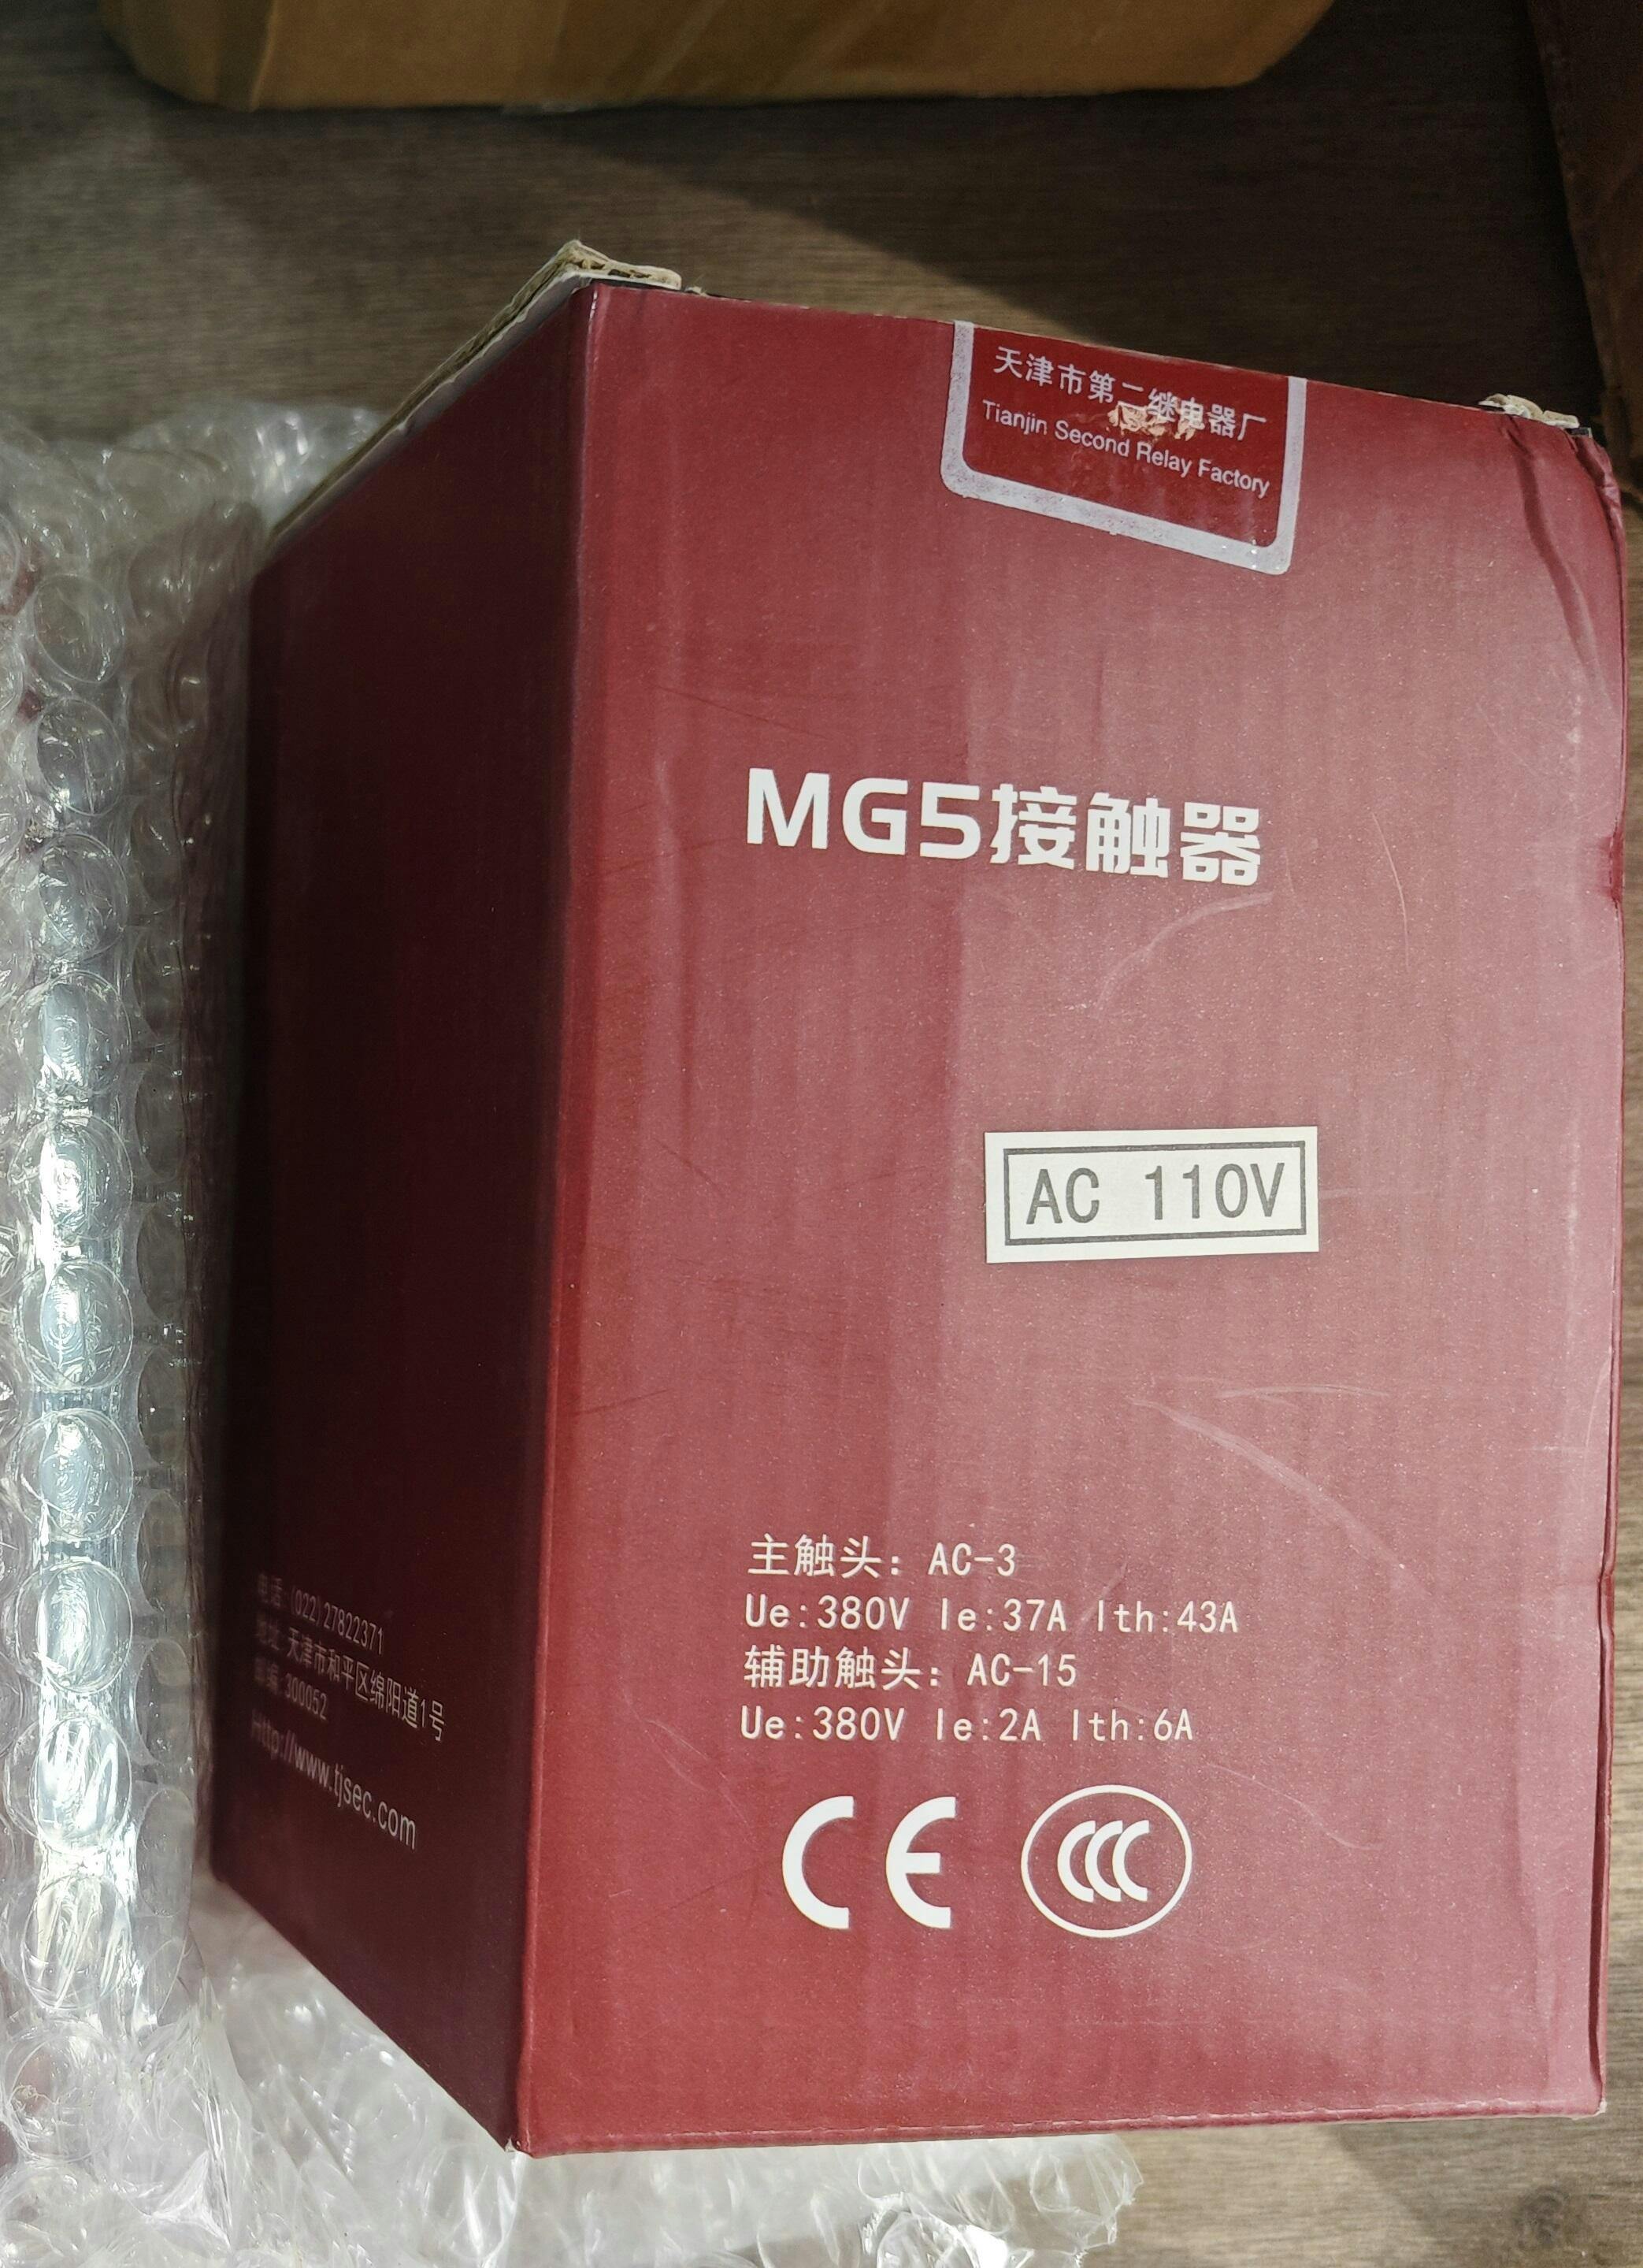 天津市第二继电器厂
Tianjin Second Relay Factory
MG5接触器
AC 110V
主触头: AC-3
Ue:380V Ie:37A Ith:43A
辅助触头: AC-15
Ue:380V Ie:2A Ith:6A
CE CCC
电话:(022)27822371
地址:天津市和平区绵阳道1号
邮编:300052
Http://www.tjsec.com